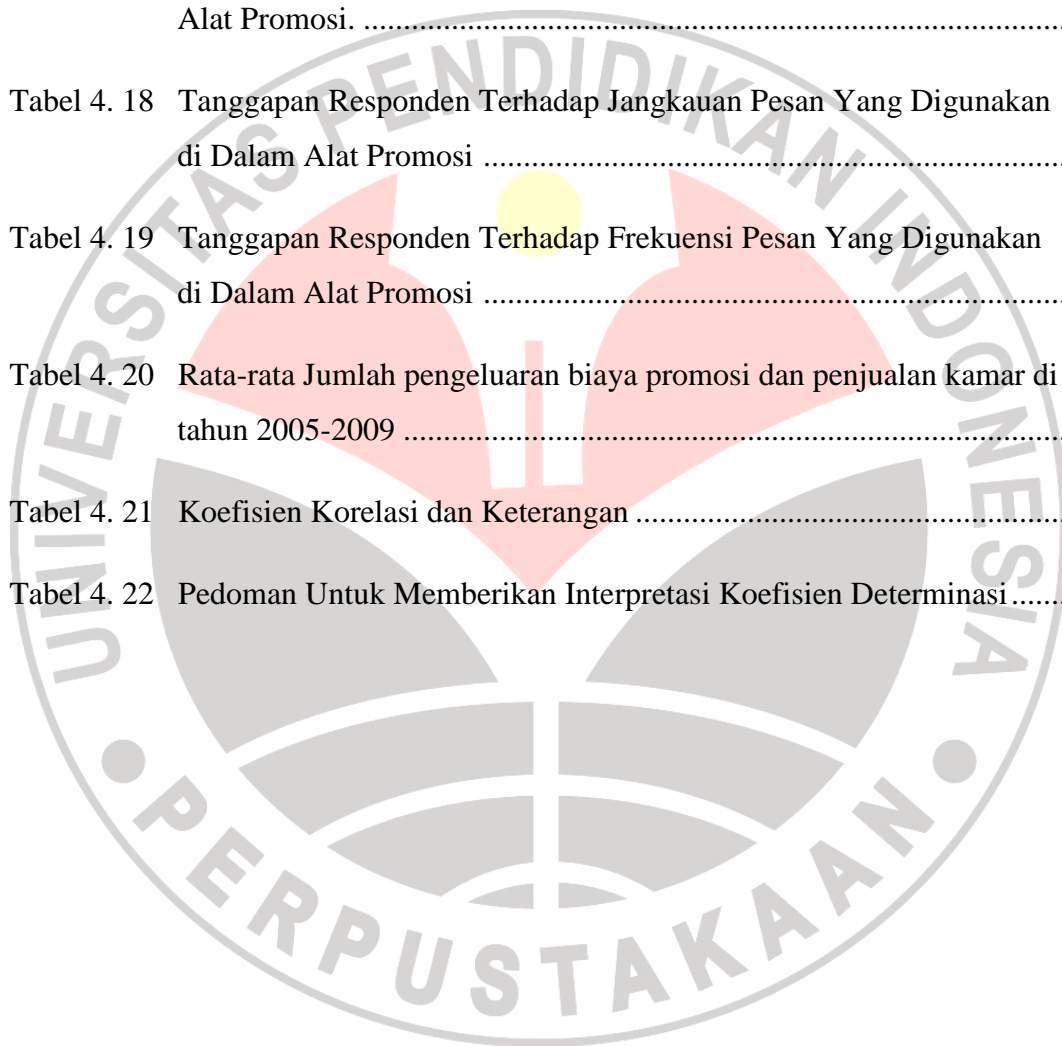 Alat Promosi. ...........................................................................
Tabel 4. 18 Tanggapan Responden Terhadap Jangkauan Pesan Yang Digunakan
di Dalam Alat Promosi ..............................................................
Tabel 4. 19 Tanggapan Responden Terhadap Frekuensi Pesan Yang Digunakan
di Dalam Alat Promosi ..............................................................
Tabel 4. 20 Rata-rata Jumlah pengeluaran biaya promosi dan penjualan kamar di
tahun 2005-2009 ......................................................................
Tabel 4. 21 Koefisien Korelasi dan Keterangan ..............................................
Tabel 4. 22 Pedoman Untuk Memberikan Interpretasi Koefisien Determinasi .......
UNIVERSITAS PENDIDIKAN INDONESIA
PERPUSTAKAAN